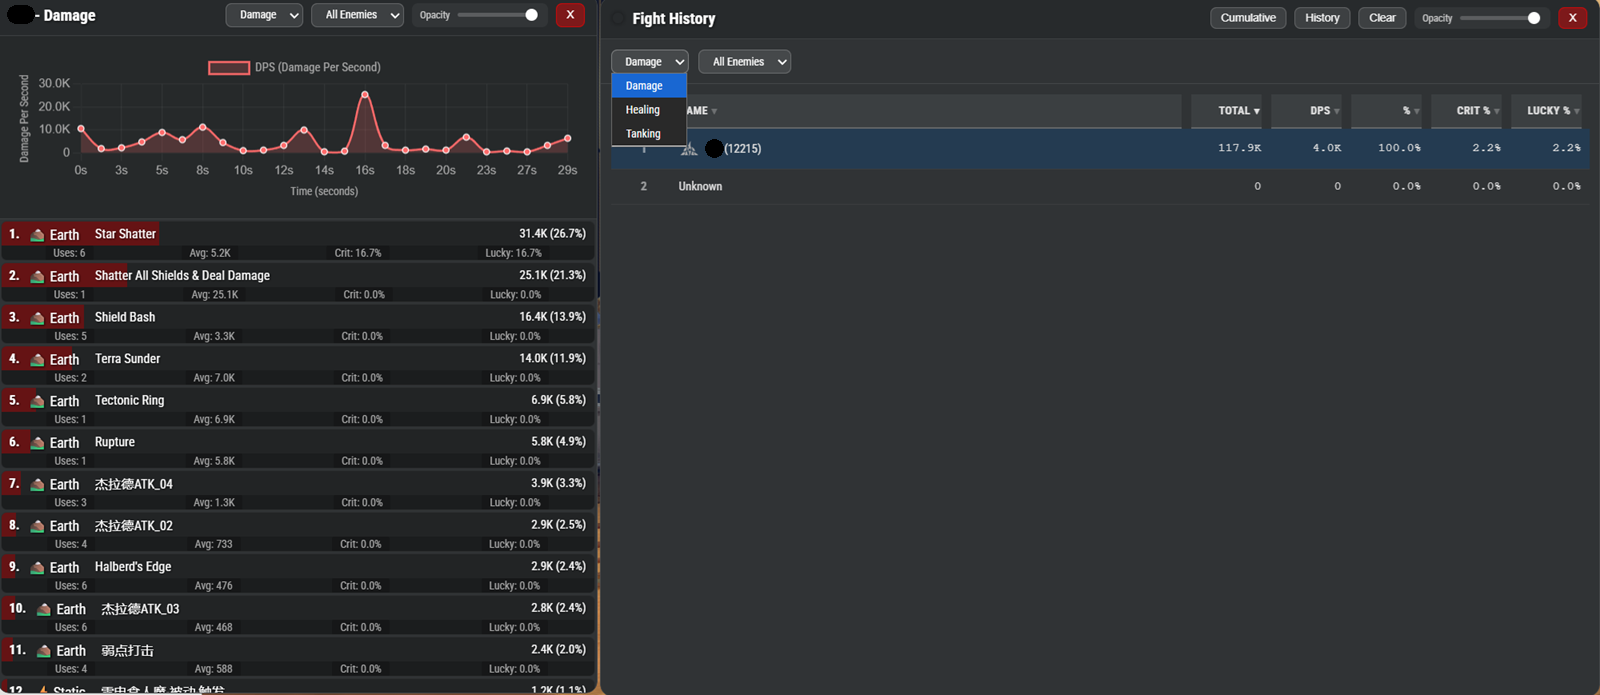 - Damage
Damage
All Enemies
Opacity
X
DPS (Damage Per Second)
Damage Per Second
30.0K
20.0K
10.0K
0
0s 3s 5s 8s 10s 12s 14s 16s 18s 20s 23s 27s 29s
Time (seconds)
1. Earth Star Shatter 31.4K (26.7%)
Uses: 6 Avg: 5.2K Crit: 16.7% Lucky: 16.7%
2. Earth Shatter All Shields & Deal Damage 25.1K (21.3%)
Uses: 1 Avg: 25.1K Crit: 0.0% Lucky: 0.0%
3. Earth Shield Bash 16.4K (13.9%)
Uses: 5 Avg: 3.3K Crit: 0.0% Lucky: 0.0%
4. Earth Terra Sunder 14.0K (11.9%)
Uses: 2 Avg: 7.0K Crit: 0.0% Lucky: 0.0%
5. Earth Tectonic Ring 6.9K (5.8%)
Uses: 1 Avg: 6.9K Crit: 0.0% Lucky: 0.0%
6. Earth Rupture 5.8K (4.9%)
Uses: 1 Avg: 5.8K Crit: 0.0% Lucky: 0.0%
7. Earth 杰拉德ATK_04 3.9K (3.3%)
Uses: 3 Avg: 1.3K Crit: 0.0% Lucky: 0.0%
8. Earth 杰拉德ATK_02 2.9K (2.5%)
Uses: 4 Avg: 733 Crit: 0.0% Lucky: 0.0%
9. Earth Halberd's Edge 2.9K (2.4%)
Uses: 6 Avg: 476 Crit: 0.0% Lucky: 0.0%
10. Earth 杰拉德ATK_03 2.8K (2.4%)
Uses: 6 Avg: 468 Crit: 0.0% Lucky: 0.0%
11. Earth 弱点打击 2.4K (2.0%)
Uses: 4 Avg: 588 Crit: 0.0% Lucky: 0.0%
12. Static 1.2K (1.1%)
Fight History
Cumulative
History
Clear
Opacity
X
Damage
All Enemies
Damage
Healing
Tanking
AME TOTAL DPS % CRIT % LUCKY %
(12215) 117.9K 4.0K 100.0% 2.2% 2.2%
2 Unknown 0 0 0.0% 0.0% 0.0%